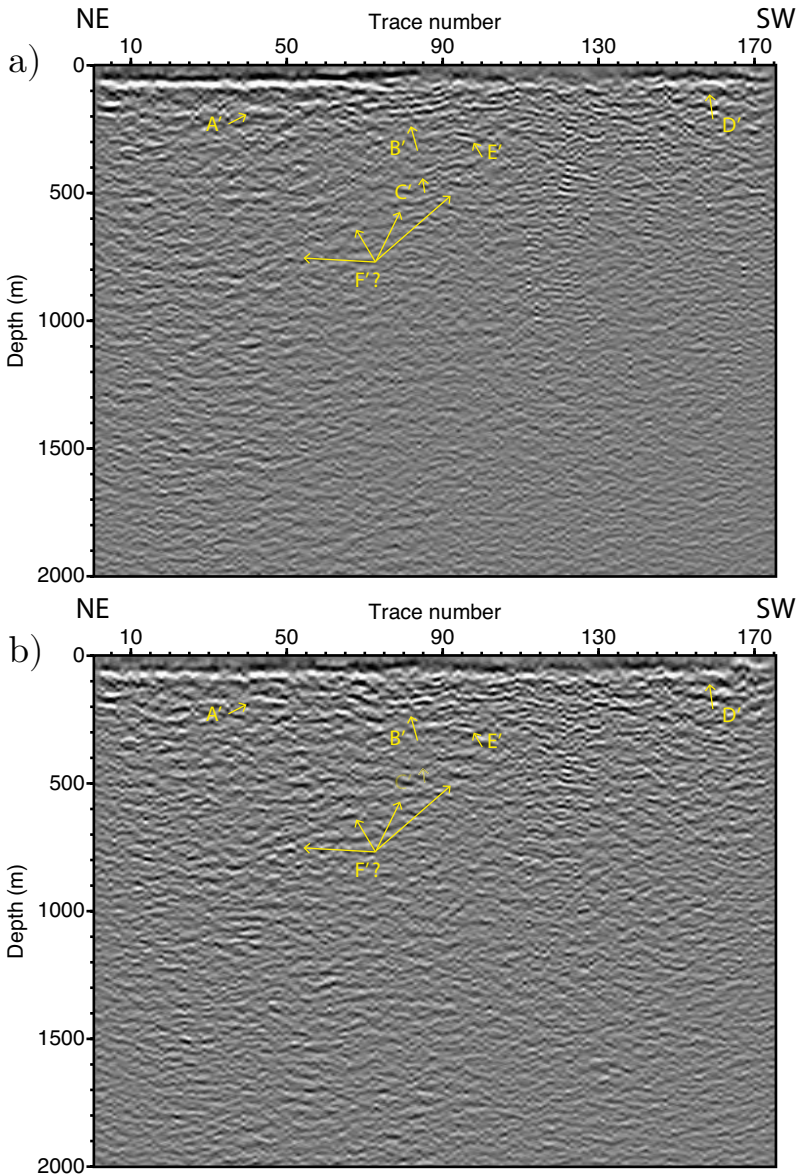 NE Trace number SW
10 50 90 130 170
a)
0
A' B' E' D'
500
C'
F'?
Depth (m)
1000
1500
2000
NE Trace number SW
10 50 90 130 170
b)
0
A' B' E' D'
500
C'
F'?
Depth (m)
1000
1500
2000